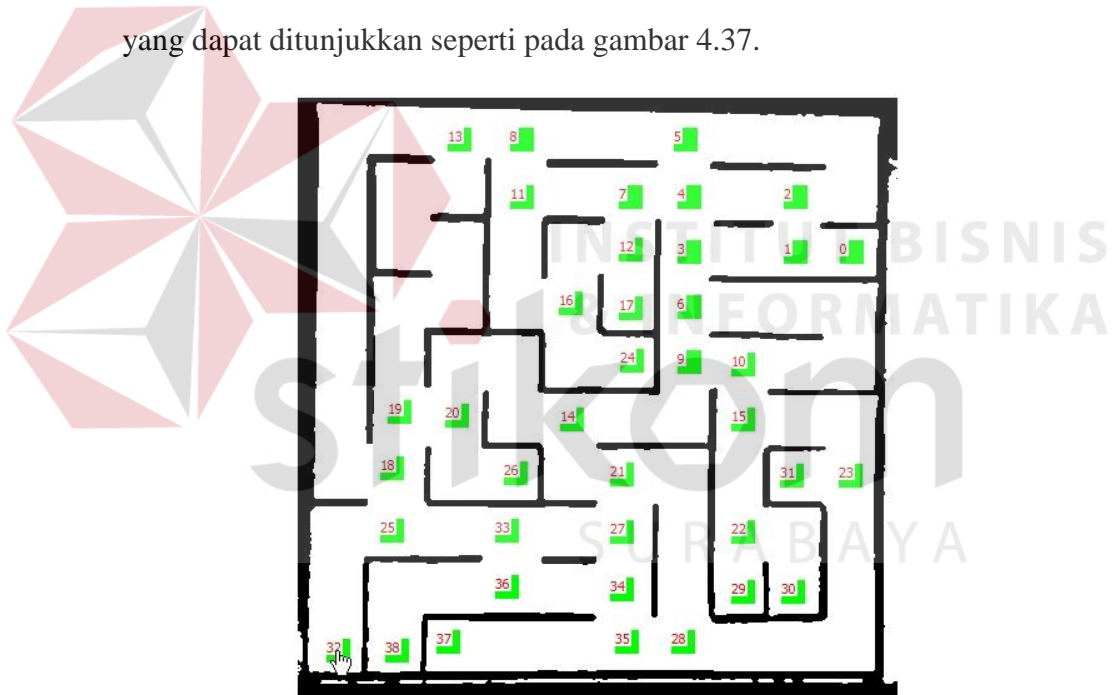 yang dapat ditunjukkan seperti pada gambar 4.37.
13 8 5
11 7 4 2
12 3 1 0
16 17 6
24 9 10
19 20 14 15
18 26 21 31 23
25 33 27 22
36 34 29 30
32 38 37 35 28
INSTITUT BISNIS
& INFORMATIKA
stikom
SURABAYA